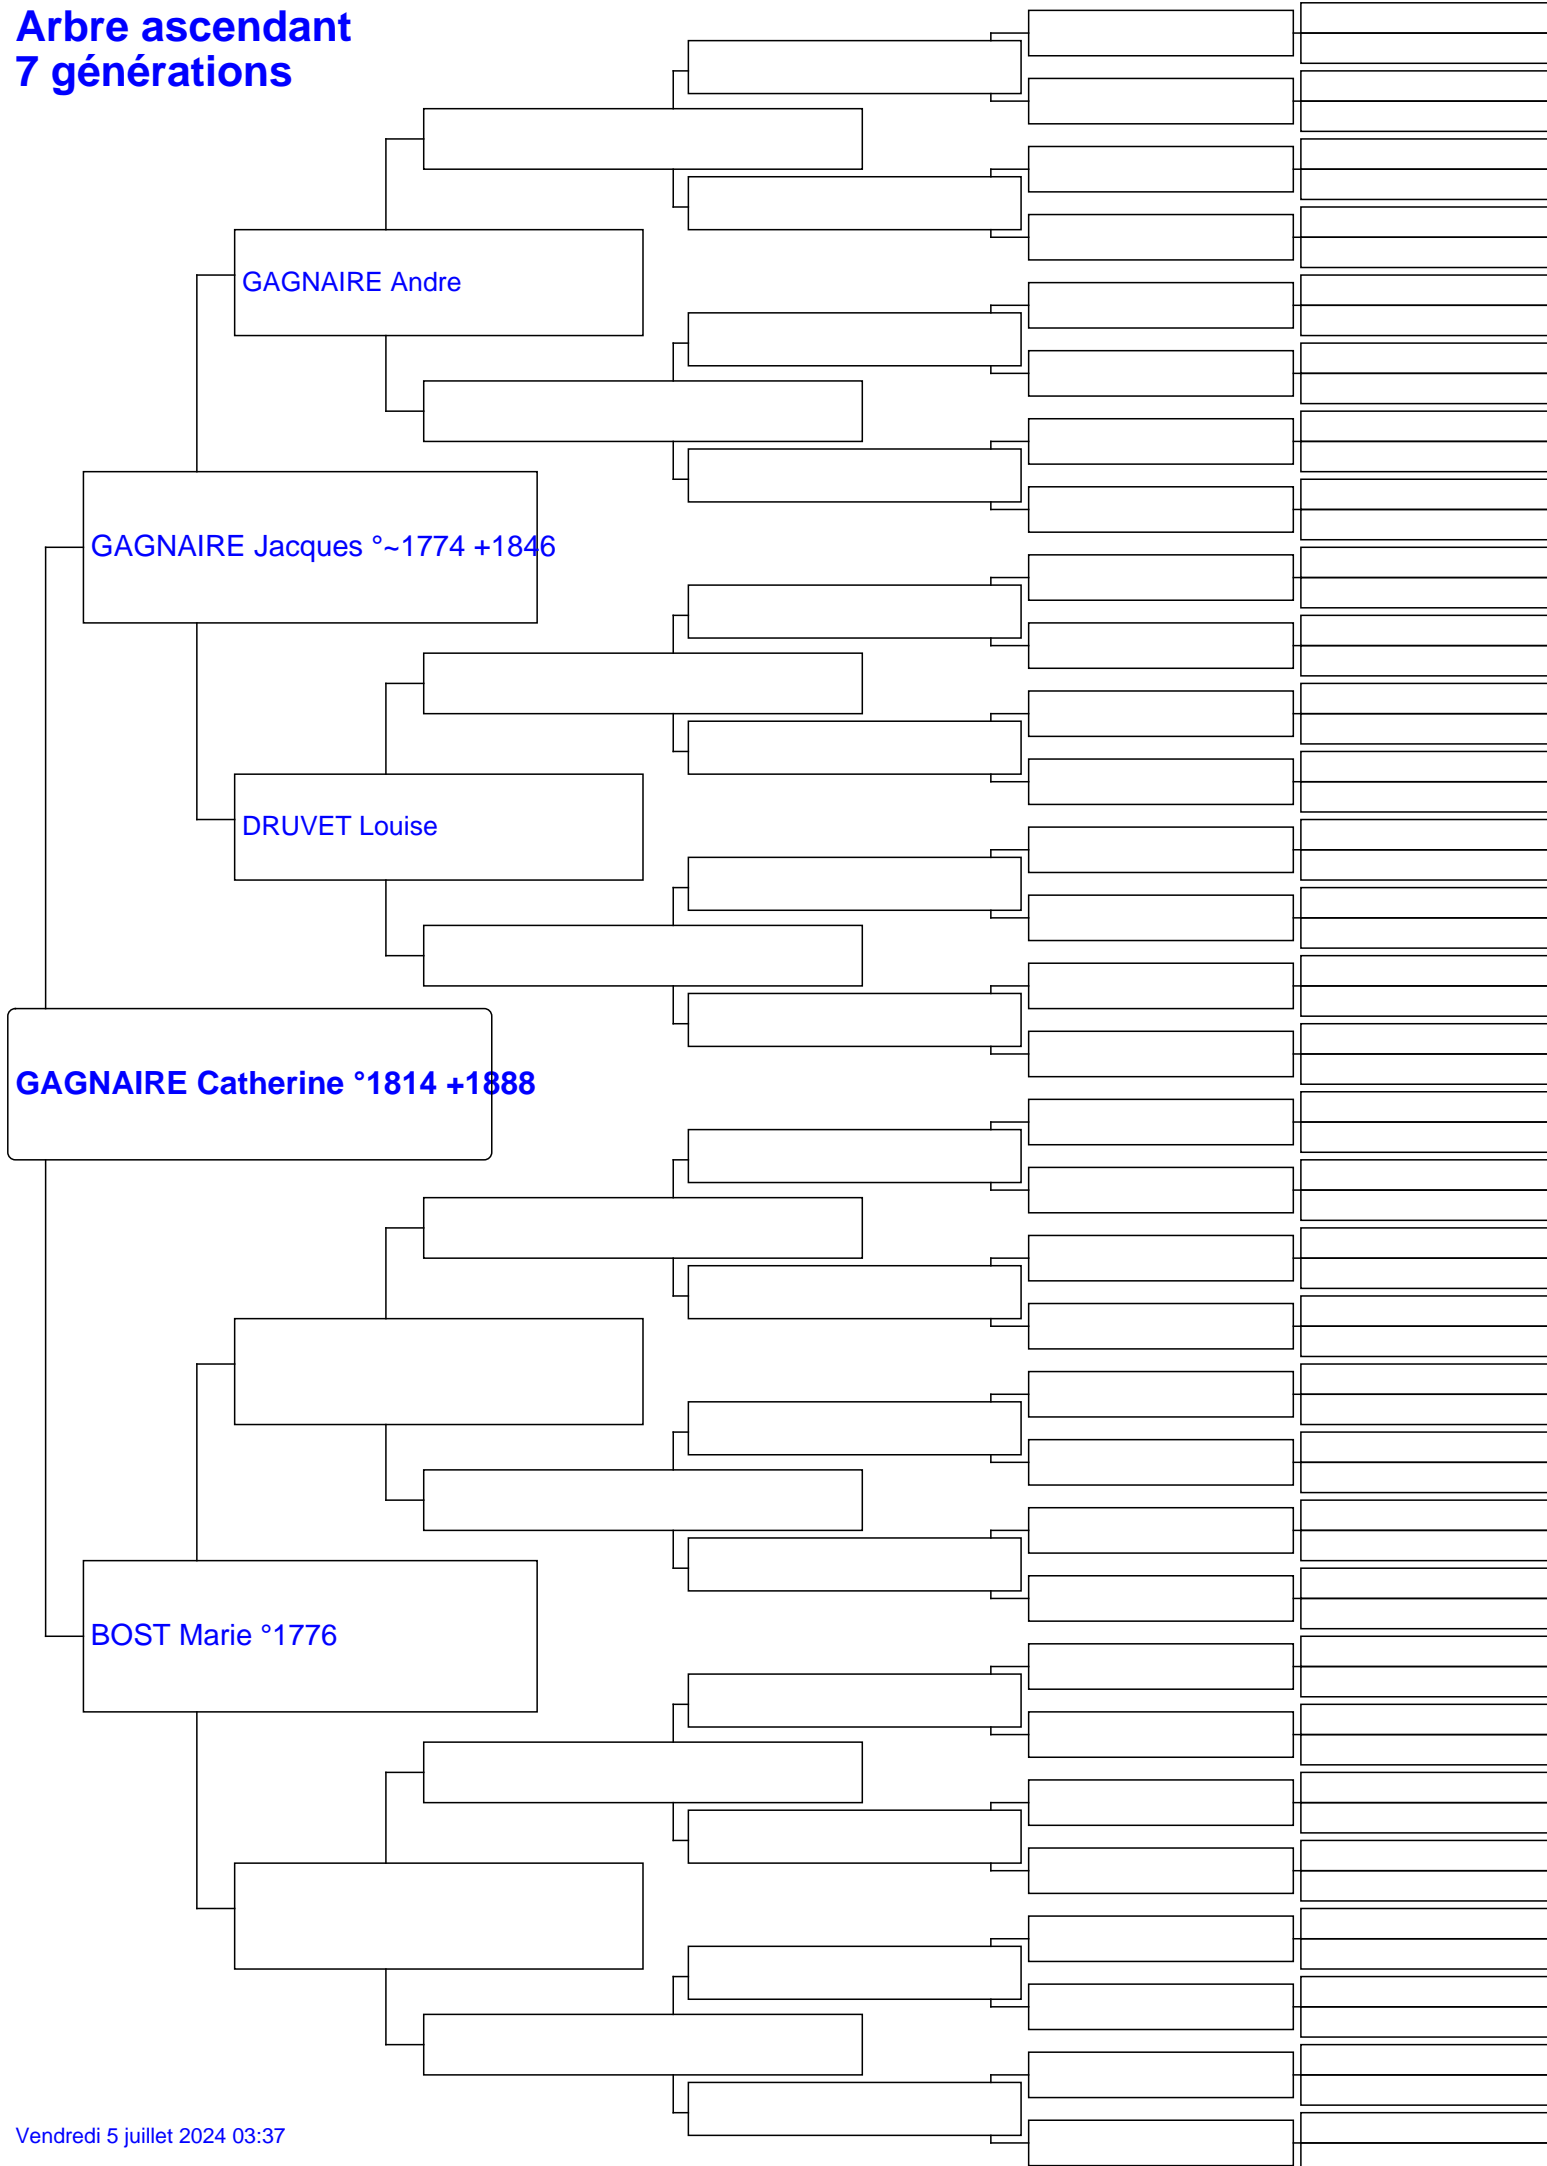 Arbre ascendant
7 générations
GAGNAIRE Andre
GAGNAIRE Jacques °~1774 +1846
DRUVET Louise
GAGNAIRE Catherine °1814 +1888
BOST Marie °1776
Vendredi 5 juillet 2024 03:37